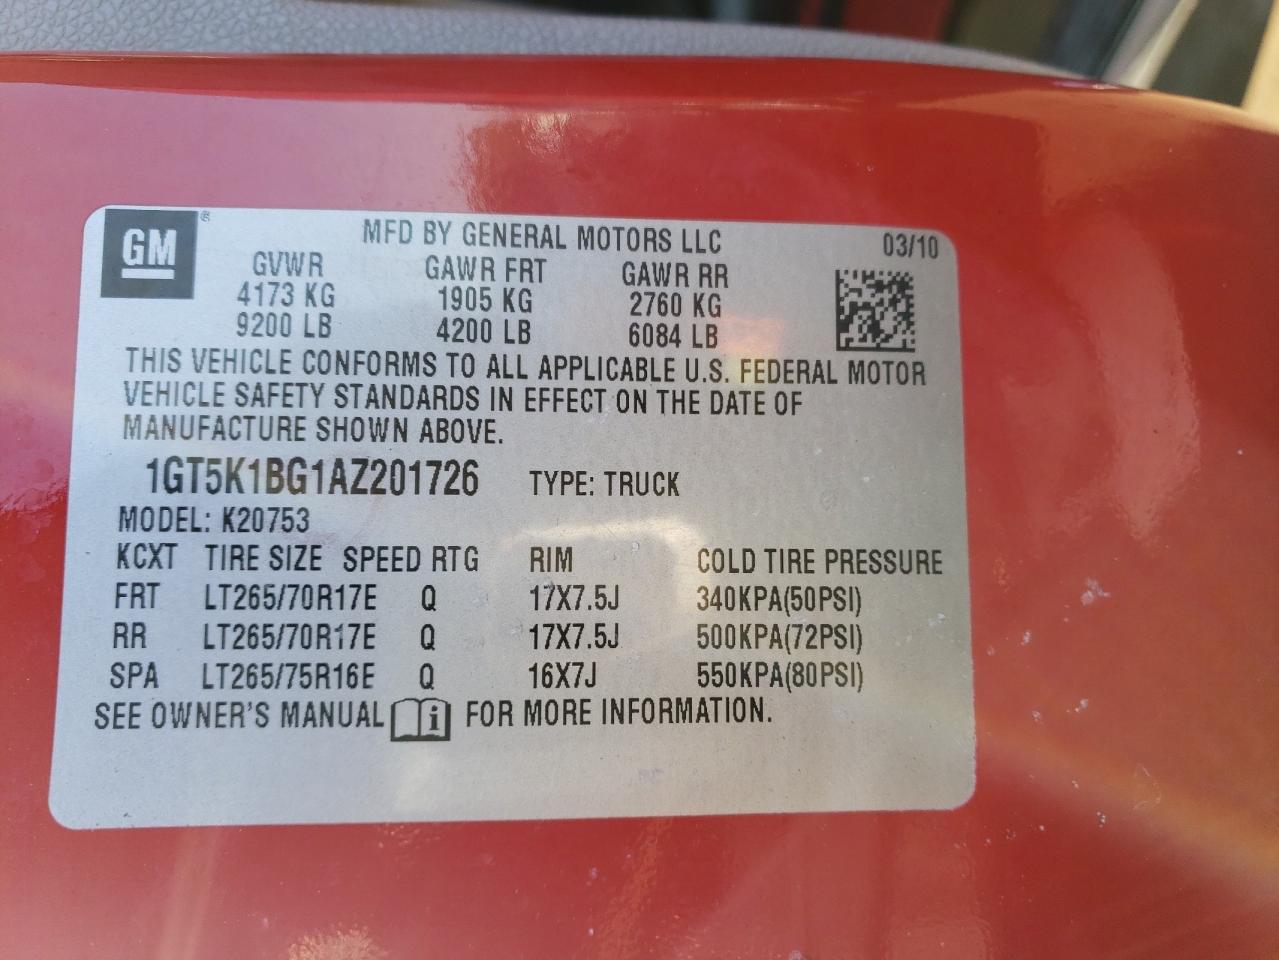 GM ®
MFD BY GENERAL MOTORS LLC 03/10
GVWR GAWR FRT GAWR RR
4173 KG 1905 KG 2760 KG
9200 LB 4200 LB 6084 LB
THIS VEHICLE CONFORMS TO ALL APPLICABLE U.S. FEDERAL MOTOR
VEHICLE SAFETY STANDARDS IN EFFECT ON THE DATE OF
MANUFACTURE SHOWN ABOVE.
1GT5K1BG1AZ201726 TYPE: TRUCK
MODEL: K20753
KCXT TIRE SIZE SPEED RTG RIM COLD TIRE PRESSURE
FRT LT265/70R17E Q 17X7.5J 340KPA(50PSI)
RR LT265/70R17E Q 17X7.5J 500KPA(72PSI)
SPA LT265/75R16E Q 16X7J 550KPA(80PSI)
SEE OWNER'S MANUAL i FOR MORE INFORMATION.